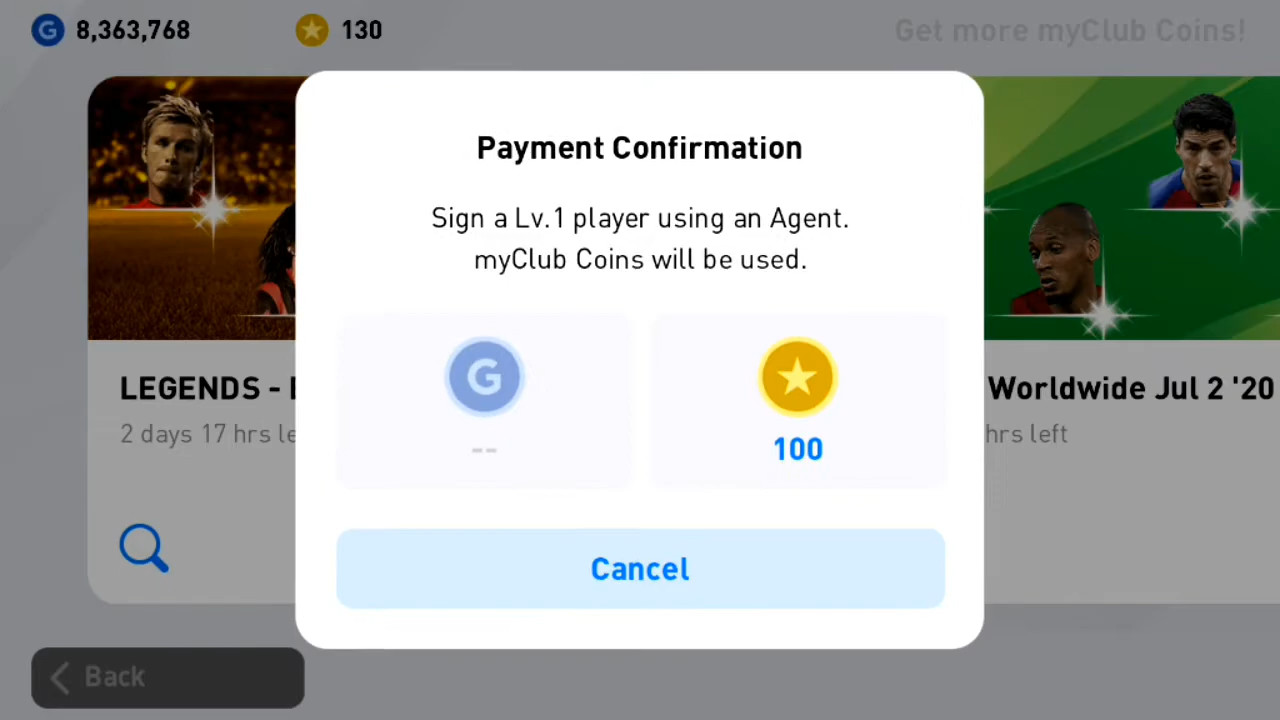 G 8,363,768
130
Get more myClub Coins!
Payment Confirmation
Sign a Lv.1 player using an Agent.
myClub Coins will be used.
G
--
100
LEGENDS -
2 days 17 hrs le
Worldwide Jul 2 '20
hrs left
Cancel
Back